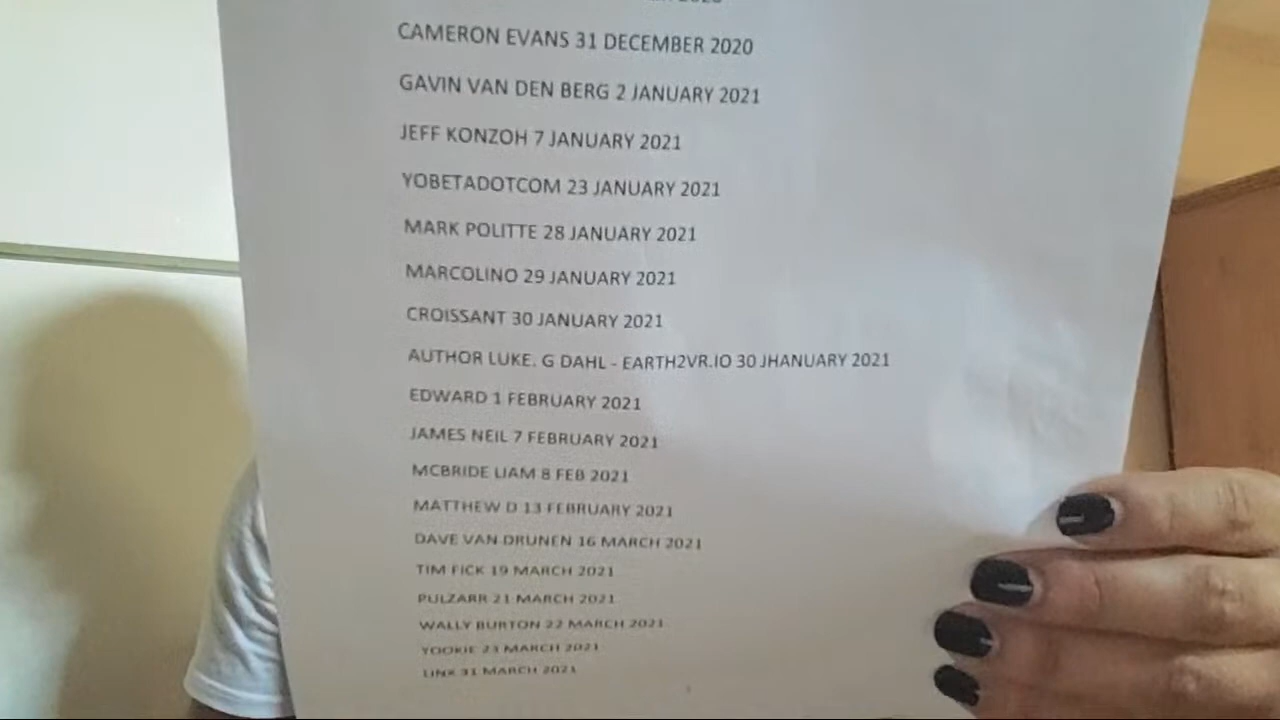 CAMERON EVANS 31 DECEMBER 2020
GAVIN VAN DEN BERG 2 JANUARY 2021
JEFF KONZOH 7 JANUARY 2021
YOBETADOTCOM 23 JANUARY 2021
MARK POLITTE 28 JANUARY 2021
MARCOLINO 29 JANUARY 2021
CROISSANT 30 JANUARY 2021
AUTHOR LUKE. G DAHL - EARTH2VR.IO 30 JHANUARY 2021
EDWARD 1 FEBRUARY 2021
JAMES NEIL 7 FEBRUARY 2021
MCBRIDE LIAM 8 FEB 2021
MATTHEW D 13 FEBRUARY 2021
DAVE VAN DRUNEN 16 MARCH 2021
TIM FICK 19 MARCH 2021
PULZARR 21 MARCH 2021
WALLY BURTON 22 MARCH 2021
YOOKIE 23 MARCH 2021
LINK 31 MARCH 2021